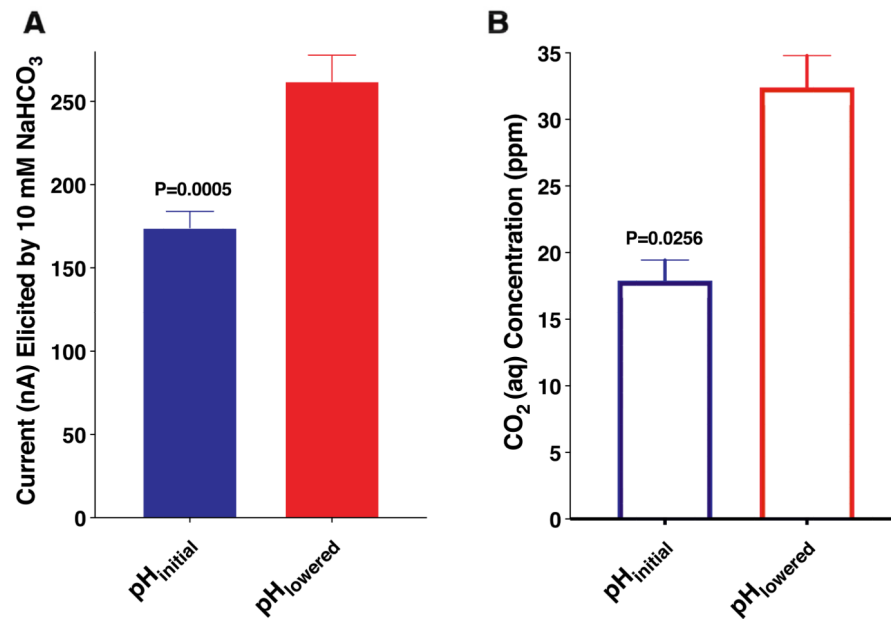 A
Current (nA) Elicited by 10 mM NaHCO₃
250
200
150
100
50
0
P=0.0005
pHinitial
pHlowered
B
CO₂ (aq) Concentration (ppm)
35
30
25
20
15
10
5
0
P=0.0256
pHinitial
pHlowered